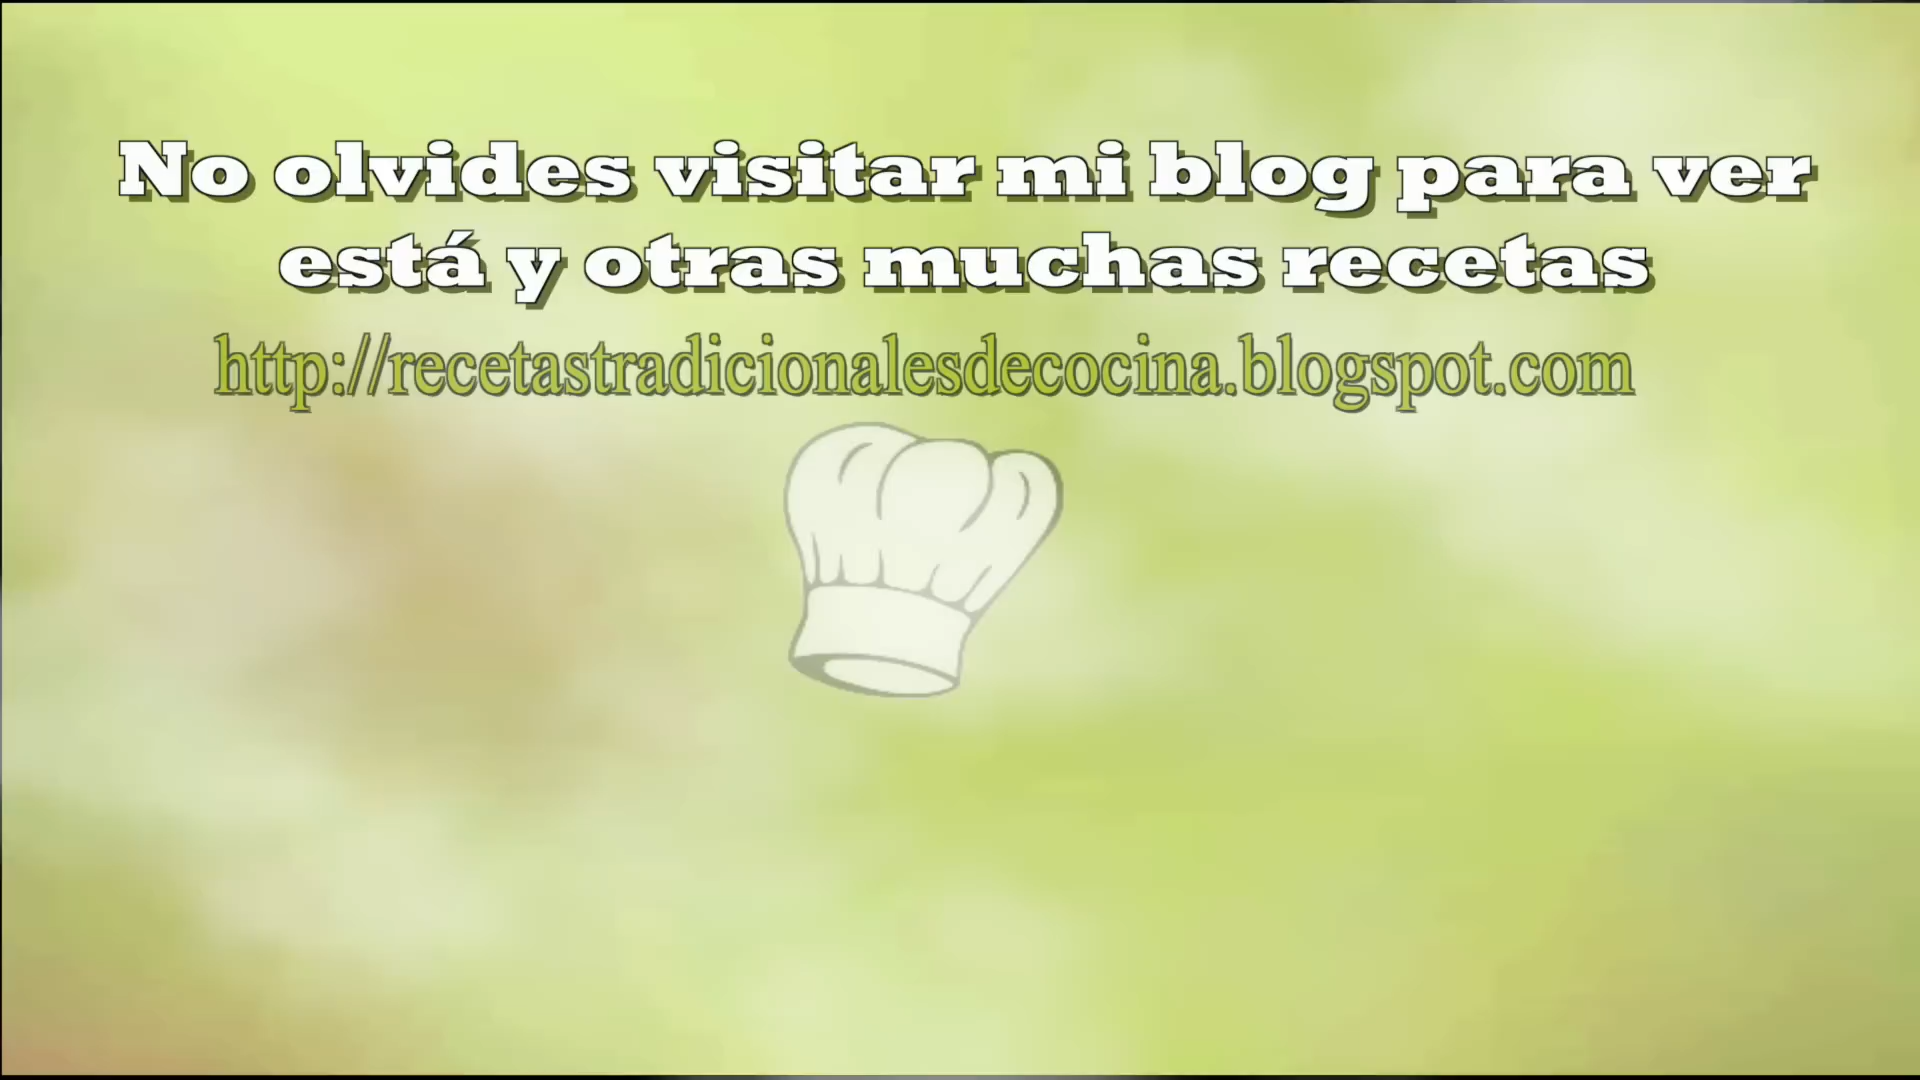 No olvides visitar mi blog para ver
está y otras muchas recetas
http://recetastradicionalesdecocina.blogspot.com